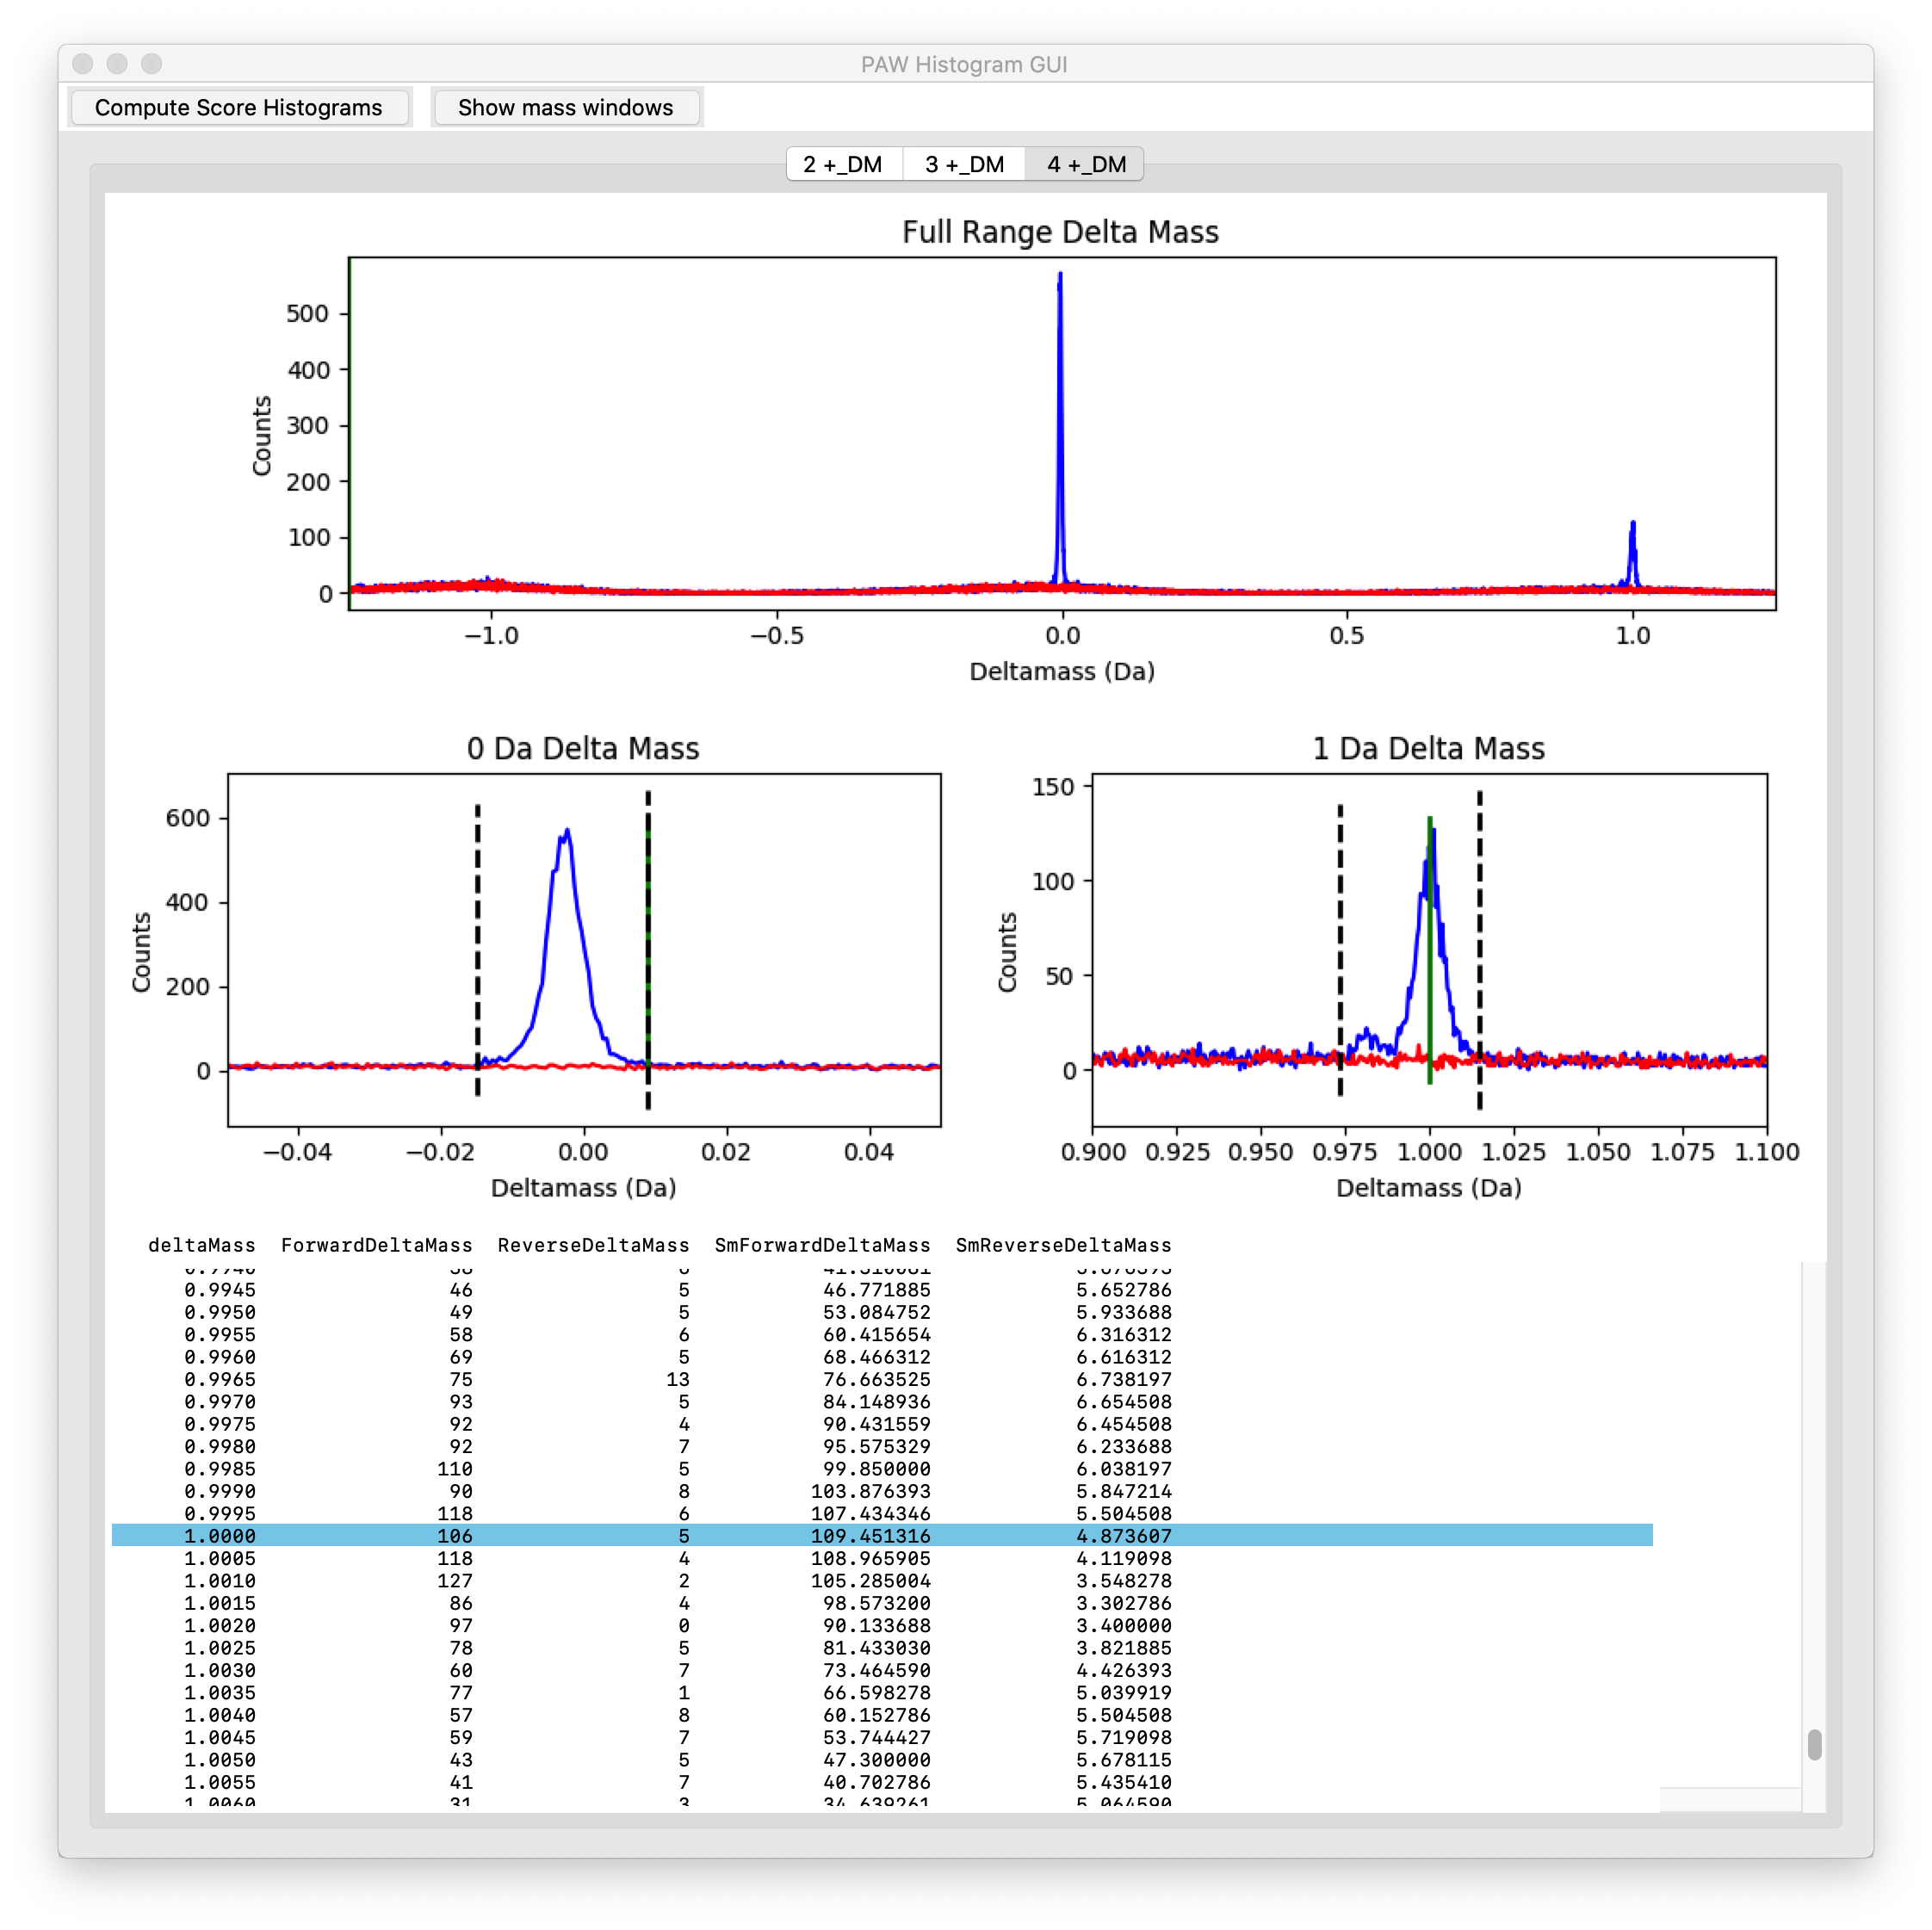 PAW Histogram GUI
Compute Score Histograms Show mass windows
2 +_DM 3 +_DM 4 +_DM
Full Range Delta Mass
500
400
300
200
100
0
Counts
−1.0 −0.5 0.0 0.5 1.0
Deltamass (Da)
0 Da Delta Mass
600
400
200
0
Counts
−0.04 −0.02 0.00 0.02 0.04
Deltamass (Da)
1 Da Delta Mass
150
100
50
0
Counts
0.900 0.925 0.950 0.975 1.000 1.025 1.050 1.075 1.100
Deltamass (Da)
deltaMass ForwardDeltaMass ReverseDeltaMass SmForwardDeltaMass SmReverseDeltaMass
0.9945 46 5 46.771885 5.652786
0.9950 49 5 53.084752 5.933688
0.9955 58 6 60.415654 6.316312
0.9960 69 5 68.466312 6.616312
0.9965 75 13 76.663525 6.738197
0.9970 93 5 84.148936 6.654508
0.9975 92 4 90.431559 6.454508
0.9980 92 7 95.575329 6.233688
0.9985 110 5 99.850000 6.038197
0.9990 90 8 103.876393 5.847214
0.9995 118 6 107.434346 5.504508
1.0000 106 5 109.451316 4.873607
1.0005 118 4 108.965905 4.119098
1.0010 127 2 105.285004 3.548278
1.0015 86 4 98.573200 3.302786
1.0020 97 0 90.133688 3.400000
1.0025 78 5 81.433030 3.821885
1.0030 60 7 73.464590 4.426393
1.0035 77 1 66.598278 5.039919
1.0040 57 8 60.152786 5.504508
1.0045 59 7 53.744427 5.719098
1.0050 43 5 47.300000 5.678115
1.0055 41 7 40.702786 5.435410
1.0060 31 3 34.639261 5.064590